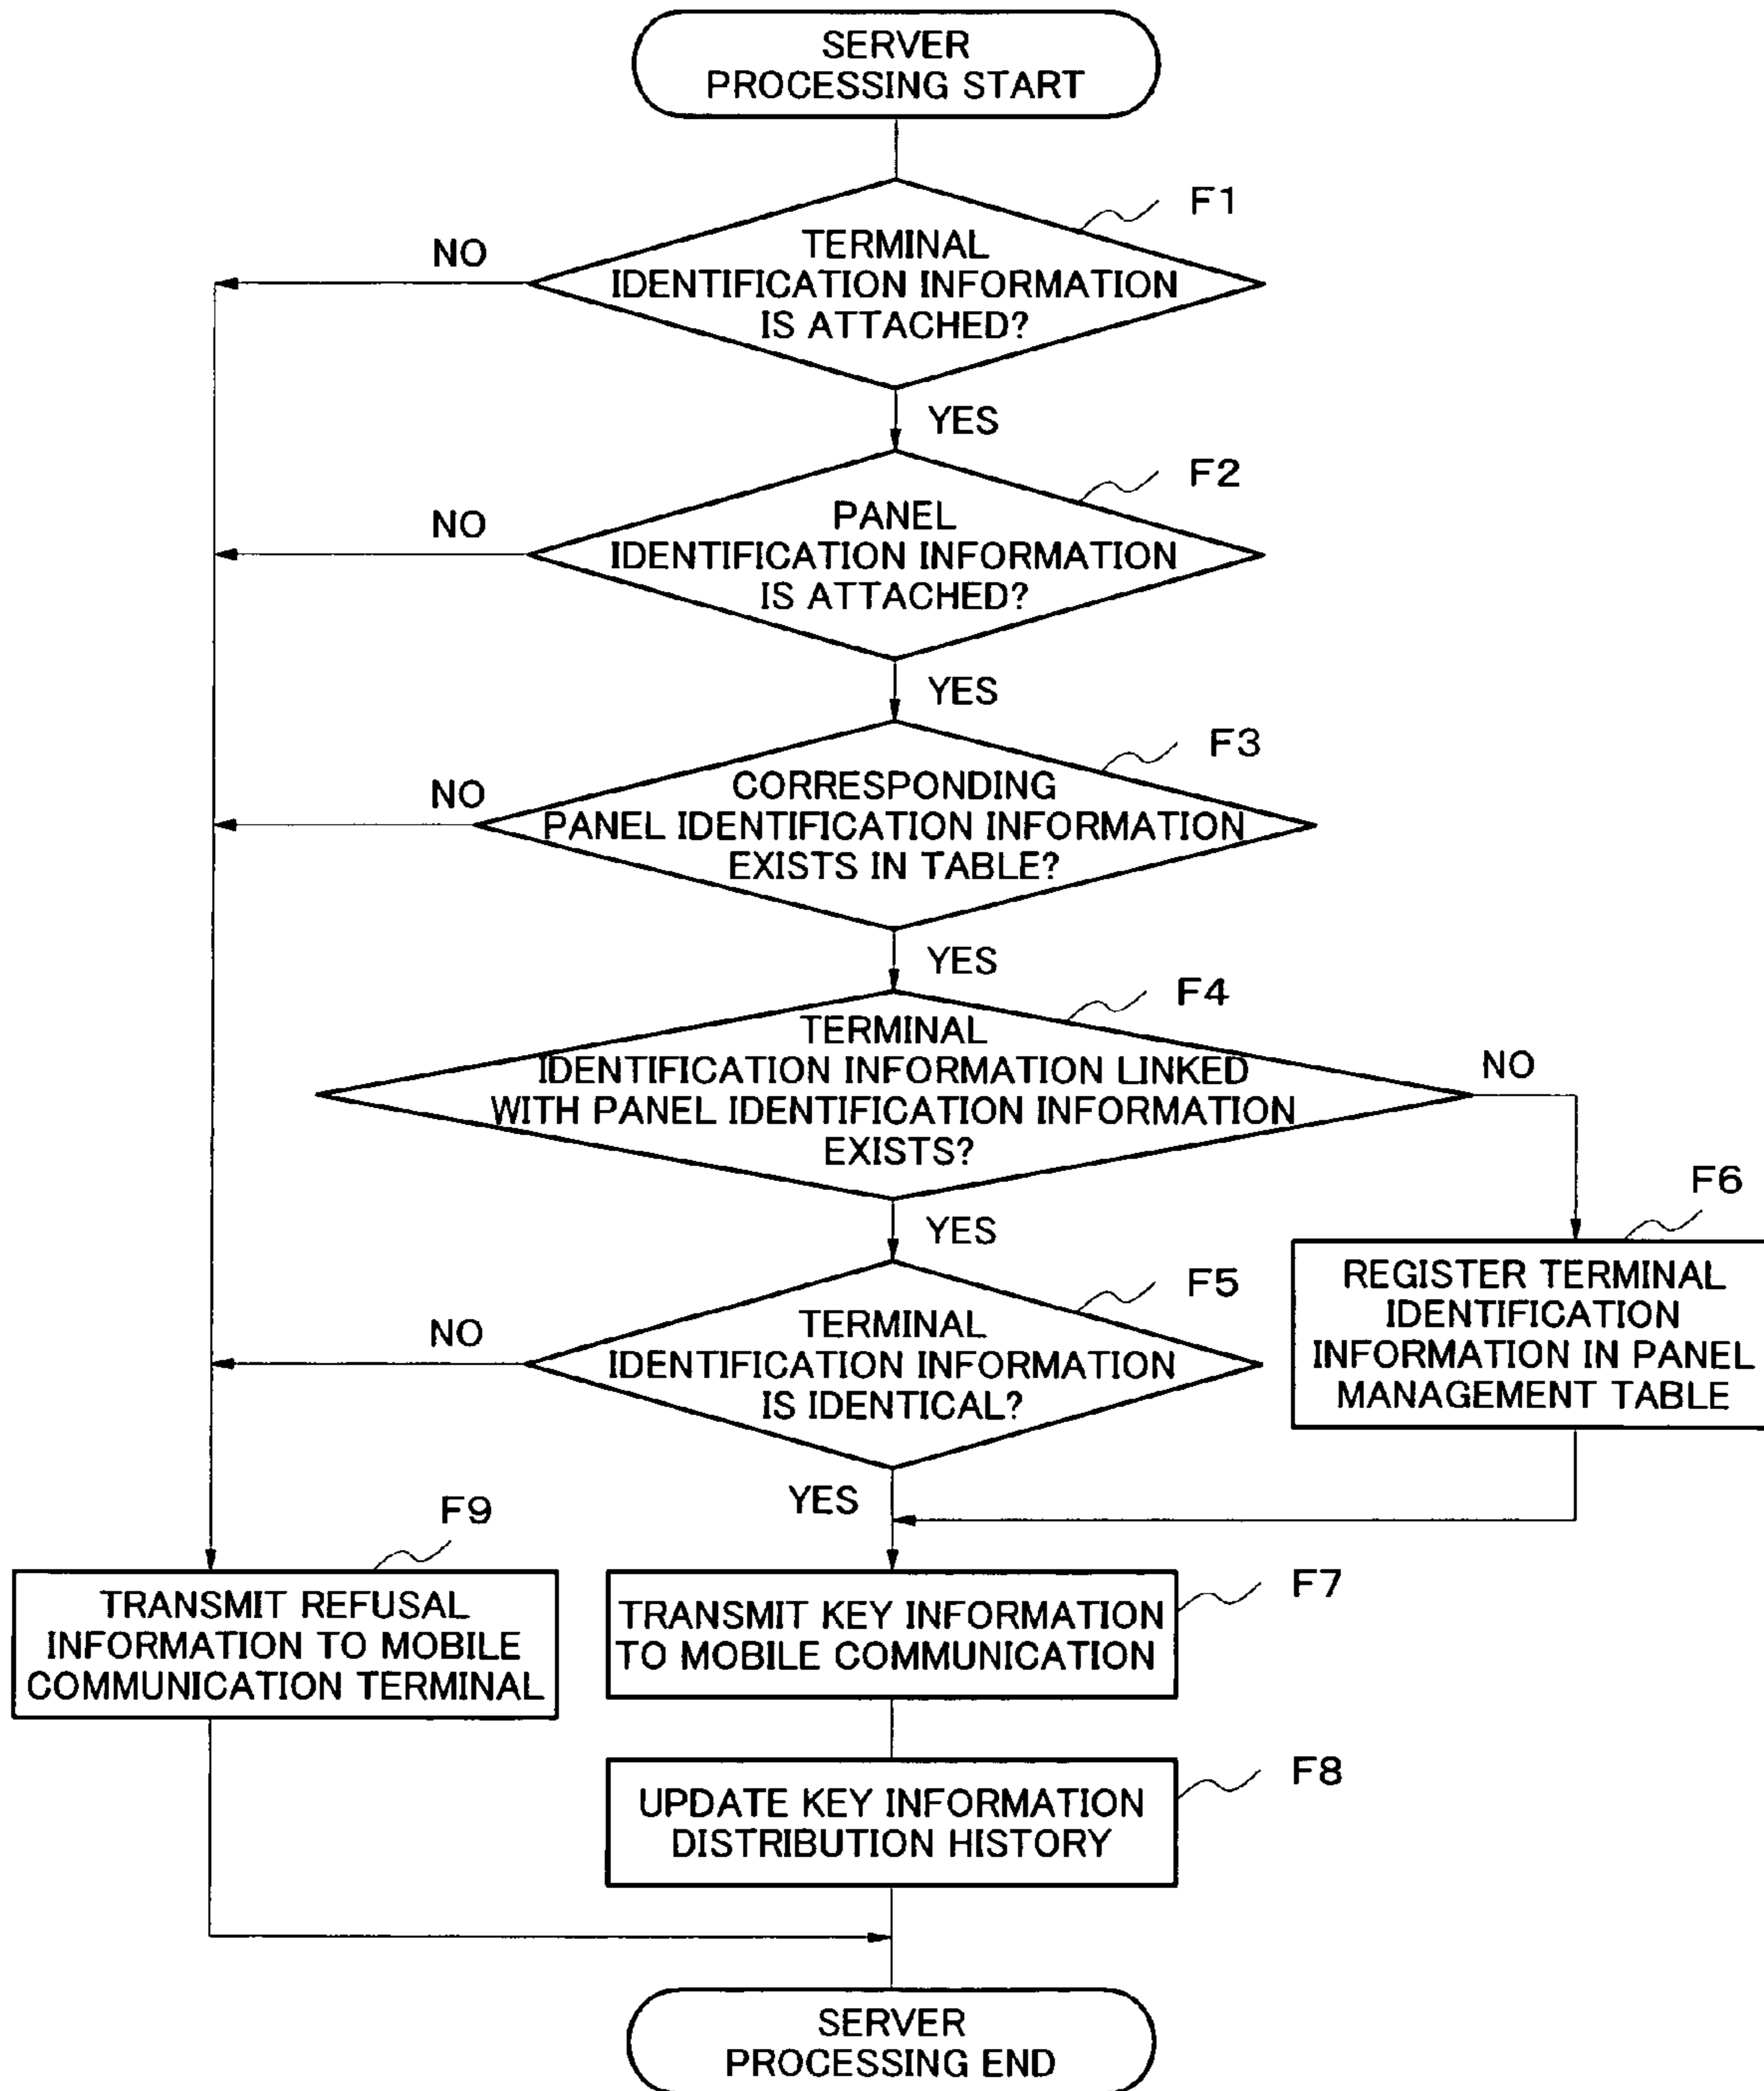 SERVER
PROCESSING START
F1
TERMINAL
IDENTIFICATION INFORMATION
IS ATTACHED?
NO
YES
F2
PANEL
IDENTIFICATION INFORMATION
IS ATTACHED?
NO
YES
F3
CORRESPONDING
PANEL IDENTIFICATION INFORMATION
EXISTS IN TABLE?
NO
YES
F4
TERMINAL
IDENTIFICATION INFORMATION LINKED
WITH PANEL IDENTIFICATION INFORMATION
EXISTS?
NO
YES
F6
REGISTER TERMINAL
IDENTIFICATION
INFORMATION IN PANEL
MANAGEMENT TABLE
F5
TERMINAL
IDENTIFICATION INFORMATION
IS IDENTICAL?
NO
YES
F9
TRANSMIT REFUSAL
INFORMATION TO MOBILE
COMMUNICATION TERMINAL
F7
TRANSMIT KEY INFORMATION
TO MOBILE COMMUNICATION
F8
UPDATE KEY INFORMATION
DISTRIBUTION HISTORY
SERVER
PROCESSING END